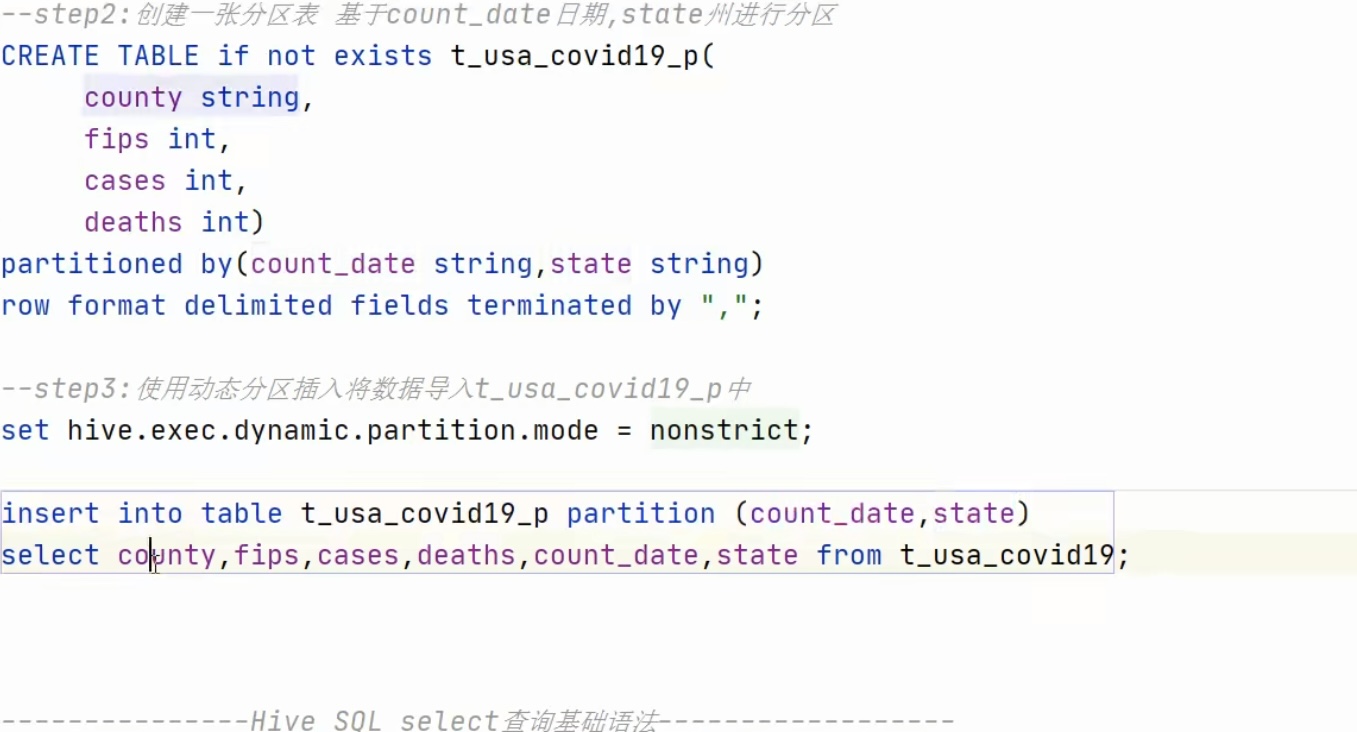 --step2:创建一张分区表 基于count_date日期,state州进行分区
CREATE TABLE if not exists t_usa_covid19_p(
county string,
fips int,
cases int,
deaths int)
partitioned by(count_date string,state string)
row format delimited fields terminated by ",";
--step3:使用动态分区插入将数据导入t_usa_covid19_p中
set hive.exec.dynamic.partition.mode = nonstrict;
insert into table t_usa_covid19_p partition (count_date,state)
select county,fips,cases,deaths,count_date,state from t_usa_covid19;
---------------Hive SQL select查询基础语法------------------